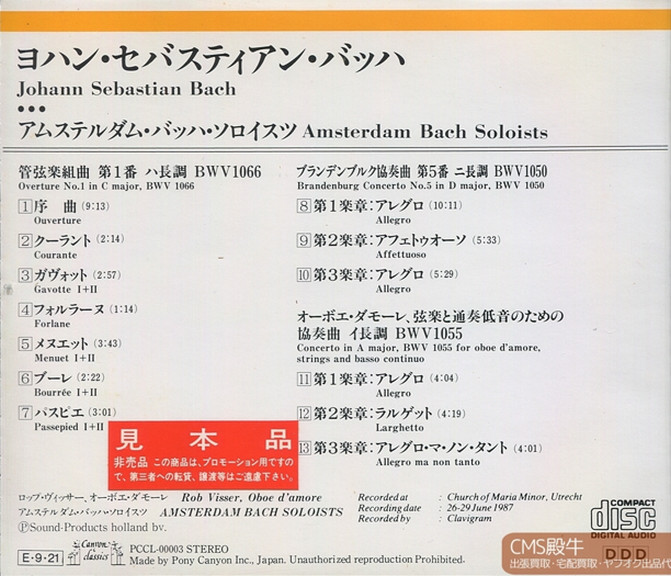 ヨハン・セバスティアン・バッハ
Johann Sebastian Bach
●●●
アムステルダム・バッハ・ソロイスツ Amsterdam Bach Soloists
管弦楽組曲 第1番 ハ長調 BWV1066
Overture No.1 in C major, BWV 1066
1 序 曲 (9:13)
Ouverture
2 クーラント (2:14)
Courante
3 ガヴォット (2:57)
Gavotte I+II
4 フォルラーヌ (1:14)
Forlane
5 メヌエット (3:43)
Menuet I+II
6 ブーレ (2:22)
Bourrée I+II
7 パスピエ (3:01)
Passepied I+II
ブランデンブルク協奏曲 第5番 ニ長調 BWV1050
Brandenburg Concerto No.5 in D major, BWV 1050
8 第1楽章:アレグロ (10:11)
Allegro
9 第2楽章:アフェトゥオーソ (5:33)
Affettuoso
10 第3楽章:アレグロ (5:29)
Allegro
オーボエ・ダモーレ、弦楽と通奏低音のための
協奏曲 イ長調 BWV1055
Concerto in A major, BWV 1055 for oboe d'amore,
strings and basso continuo
11 第1楽章:アレグロ (4:04)
Allegro
12 第2楽章:ラルゲット (4:19)
Larghetto
13 第3楽章:アレグロ・マ・ノン・タント (4:01)
Allegro ma non tanto
見 本 品
非売品 この商品は、プロモーション用ですの
で、第三者への転貸、譲渡等はご遠慮下さい。
ロップ・ヴィッサー、オーボエ・ダモーレ Rob Visser, Oboe d'amore
アムステルダム・バッハ・ソロイスツ AMSTERDAM BACH SOLOISTS
Ⓟ Sound-Products holland bv.
Recorded at : Church of Maria Minor, Utrecht
Recording date : 26-29 June 1987
Recorded by : Clavigram
E・9・21
Canyon classics
PCCL-00003 STEREO
Made by Pony Canyon Inc., Japan. Unauthorized reproduction Prohibited.
COMPACT
disc
DIGITAL AUDIO
DDD
CMS殿牛
出張買取・宅配買取・ヤフオク出品代